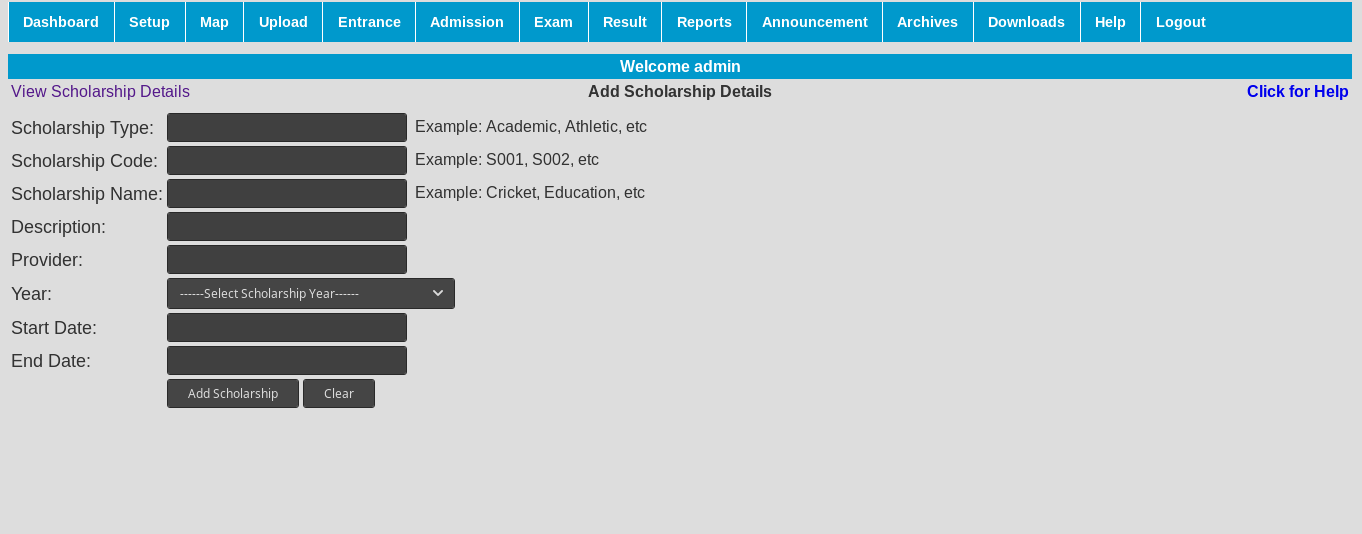 Dashboard Setup Map Upload Entrance Admission Exam Result Reports Announcement Archives Downloads Help Logout
Welcome admin
View Scholarship Details Add Scholarship Details Click for Help
Scholarship Type: Example: Academic, Athletic, etc
Scholarship Code: Example: S001, S002, etc
Scholarship Name: Example: Cricket, Education, etc
Description:
Provider:
Year: ------Select Scholarship Year------
Start Date:
End Date:
Add Scholarship Clear